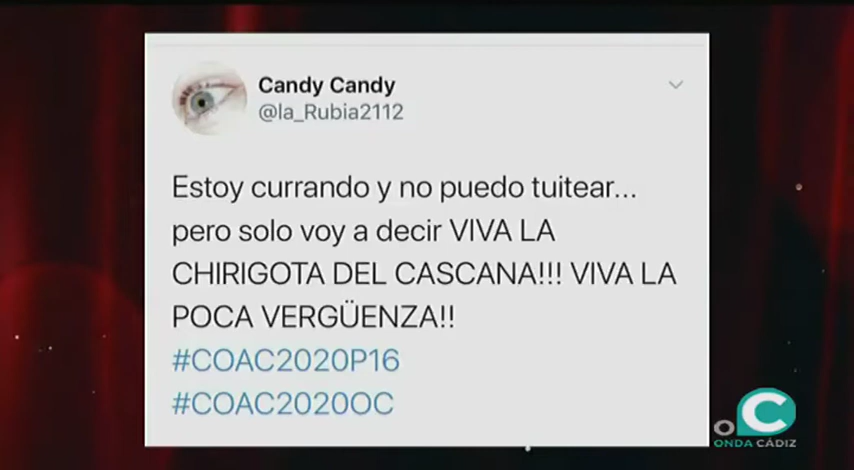 Candy Candy
@la_Rubia2112
Estoy currando y no puedo tuitear...
pero solo voy a decir VIVA LA
CHIRIGOTA DEL CASCANA!!! VIVA LA
POCA VERGÜENZA!!
#COAC2020P16
#COAC2020OC
OC
ONDA CÁDIZ